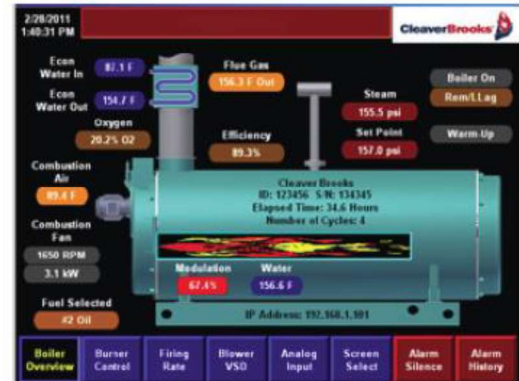 2/28/2011
1:40:31 PM
CleaverBrooks
Econ
Water In
87.1 F
Econ
Water Out
154.7 F
Flue Gas
156.3 F Out
Oxygen
20.2% O2
Efficiency
89.3%
Steam
155.5 psi
Set Point
157.0 psi
Boiler On
Rem/LLag
Warm-Up
Combustion
Air
89.4 F
Combustion
Fan
1650 RPM
3.1 kW
Fuel Selected
#2 Oil
Cleaver Brooks
ID: 123456 S/N: 134345
Elapsed Time: 34.6 Hours
Number of Cycles: 4
Modulation
67.4%
Water
156.6 F
IP Address: 192.168.1.101
Boiler
Overview
Burner
Control
Firing
Rate
Blower
VSD
Analog
Input
Screen
Select
Alarm
Silence
Alarm
History